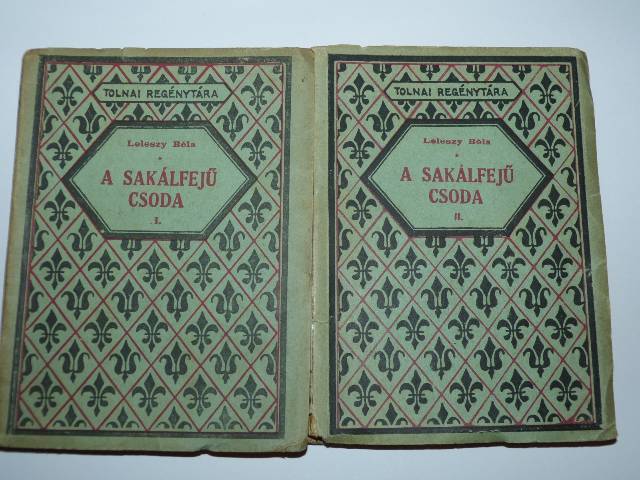 TOLNAI REGÉNYTÁRA
Leleszy Béla
A SAKÁLFEJŰ
CSODA
I.
TOLNAI REGÉNYTÁRA
Leleszy Béla
A SAKÁLFEJŰ
CSODA
II.